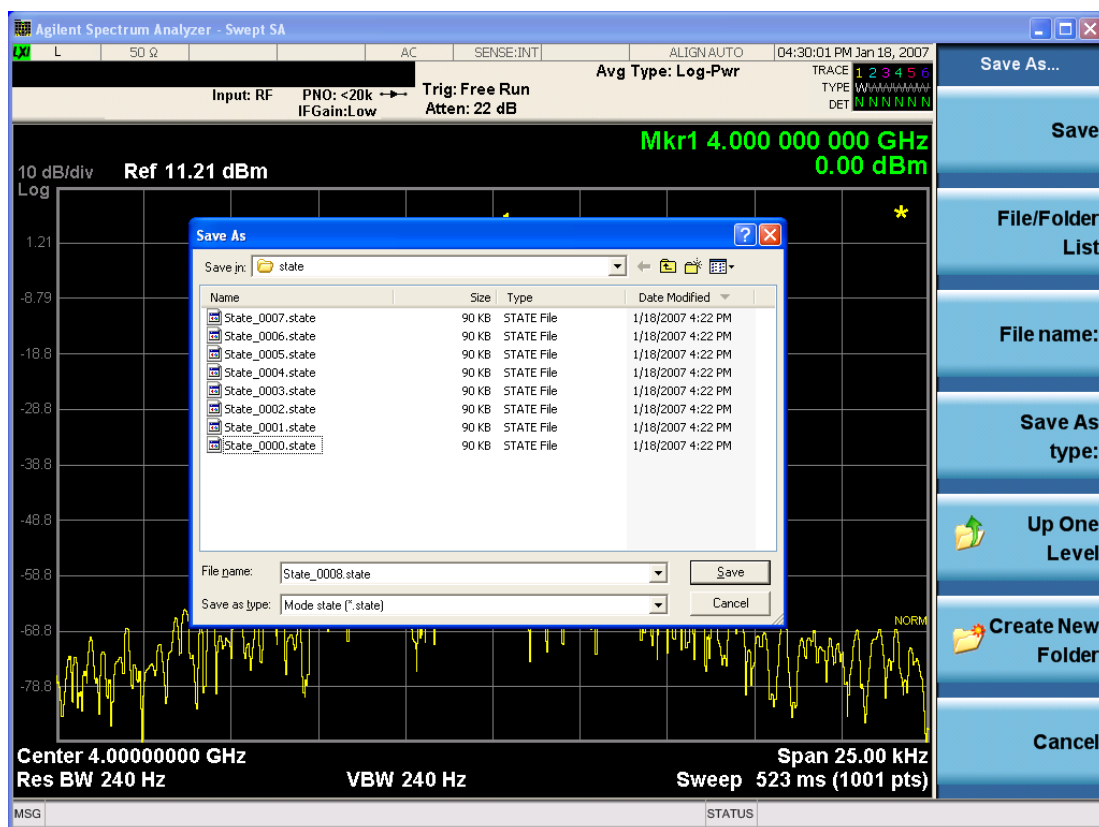 Agilent Spectrum Analyzer - Swept SA
LXI L 50 Ω AC SENSE:INT ALIGN AUTO 04:30:01 PM Jan 18, 2007
Input: RF PNO: <20k Trig: Free Run Avg Type: Log-Pwr TRACE 1 2 3 4 5 6
IFGain:Low Atten: 22 dB TYPE WWWWWW
DET N N N N N N
Mkr1 4.000 000 000 GHz
0.00 dBm
10 dB/div Ref 11.21 dBm
Log
1
*
1.21
-8.79
-18.8
-28.8
-38.8
-48.8
-58.8
-68.8
-78.8
NORM
Save As
Save in: state
Name Size Type Date Modified
State_0007.state 90 KB STATE File 1/18/2007 4:22 PM
State_0006.state 90 KB STATE File 1/18/2007 4:22 PM
State_0005.state 90 KB STATE File 1/18/2007 4:22 PM
State_0004.state 90 KB STATE File 1/18/2007 4:22 PM
State_0003.state 90 KB STATE File 1/18/2007 4:22 PM
State_0002.state 90 KB STATE File 1/18/2007 4:22 PM
State_0001.state 90 KB STATE File 1/18/2007 4:22 PM
State_0000.state 90 KB STATE File 1/18/2007 4:22 PM
File name: State_0008.state Save
Save as type: Mode state (*.state) Cancel
Center 4.00000000 GHz Span 25.00 kHz
Res BW 240 Hz VBW 240 Hz Sweep 523 ms (1001 pts)
MSG STATUS
Save As...
Save
File/Folder
List
File name:
Save As
type:
Up One
Level
Create New
Folder
Cancel